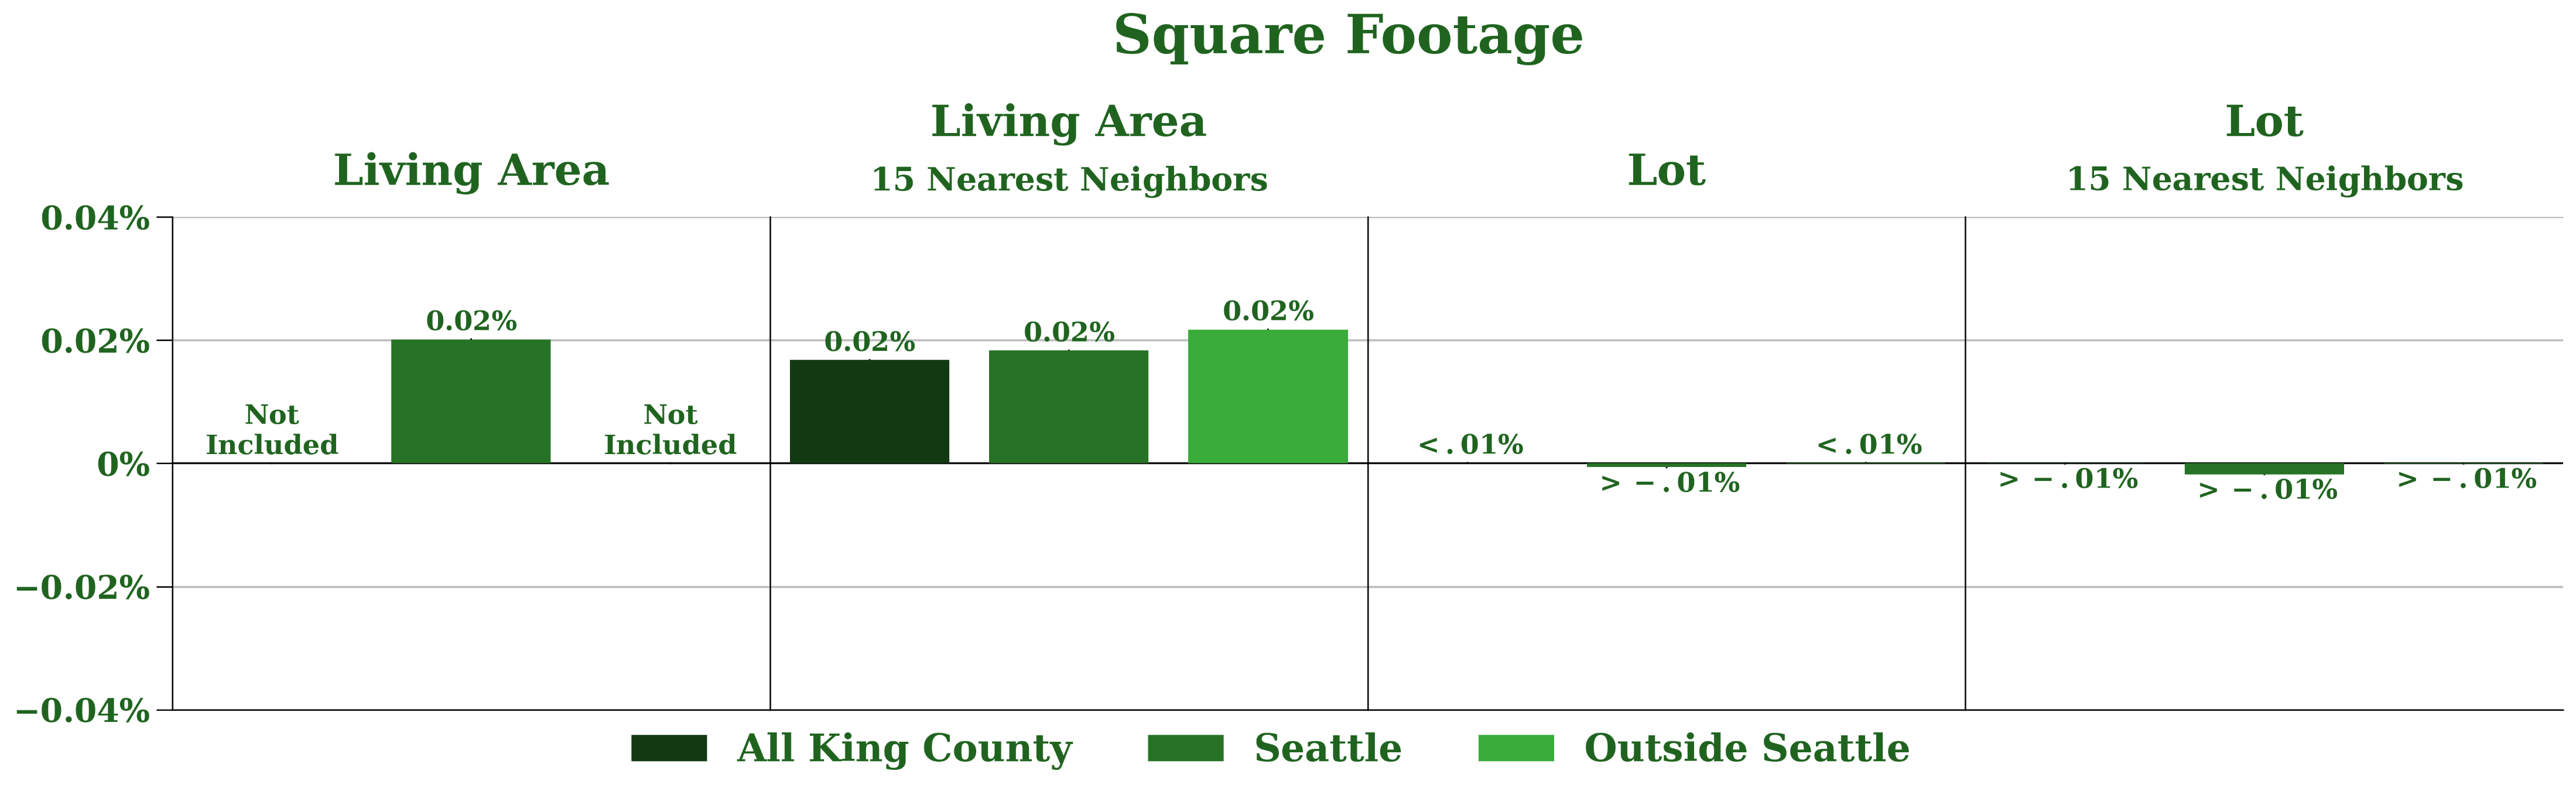 Square Footage
Living Area
Living Area
15 Nearest Neighbors
Lot
Lot
15 Nearest Neighbors
0.04%
0.02%
0%
−0.02%
−0.04%
Not
Included
0.02%
Not
Included
0.02%
0.02%
0.02%
< .01%
> −.01%
< .01%
> −.01%
> −.01%
> −.01%
All King County
Seattle
Outside Seattle